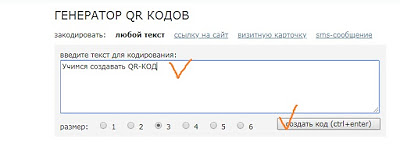 ГЕНЕРАТОР QR КОДОВ
закодировать: любой текст ссылку на сайт визитную карточку sms-сообщение
введите текст для кодирования:
Учимся создавать QR-КОД
размер: 1 2 3 4 5 6 создать код (ctrl+enter)